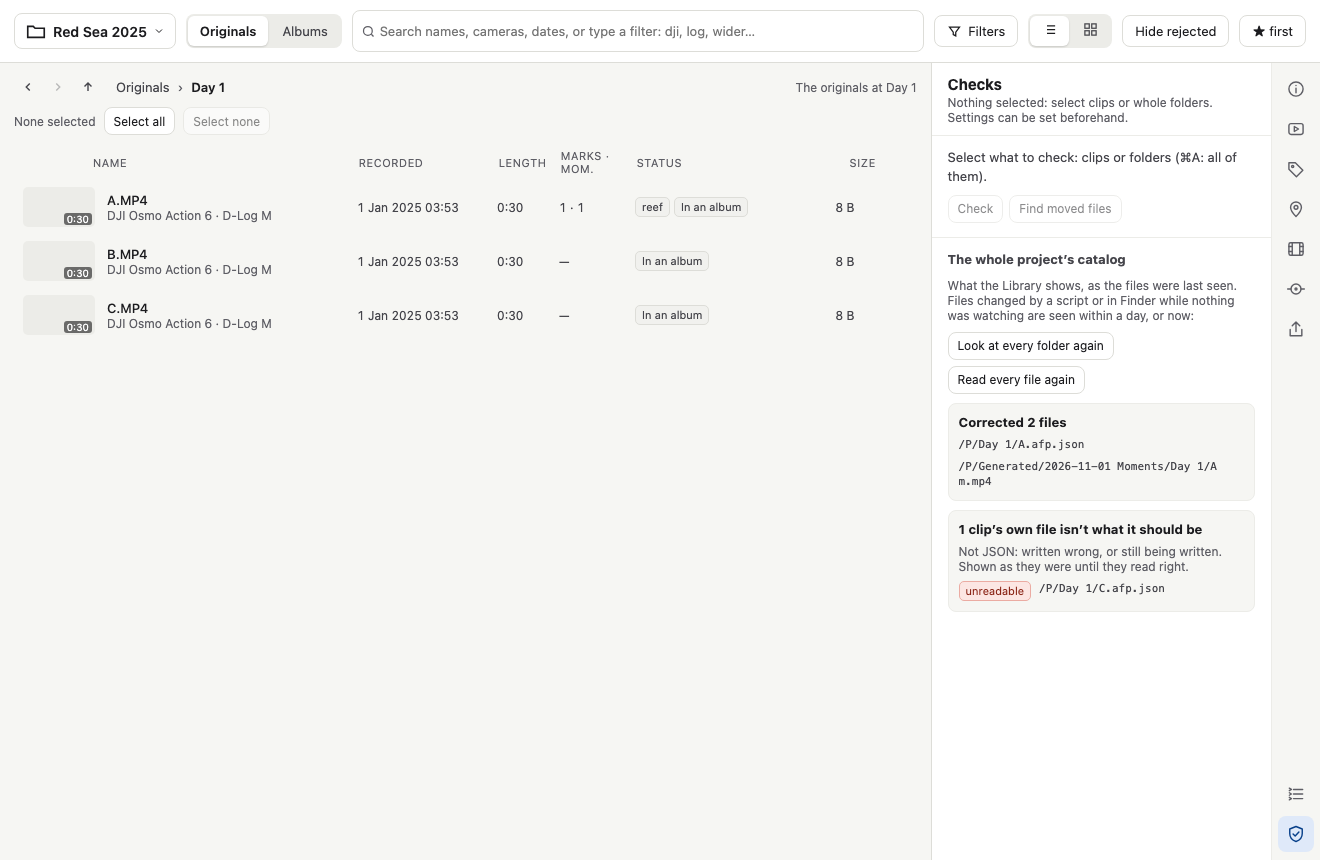 Red Sea 2025
Originals
Albums
Search names, cameras, dates, or type a filter: dji, log, wider…
Filters
Hide rejected
★ first
Originals › Day 1
The originals at Day 1
None selected
Select all
Select none
NAME
RECORDED
LENGTH
MARKS ·
MOM.
STATUS
SIZE
0:30
A.MP4
DJI Osmo Action 6 · D-Log M
1 Jan 2025 03:53
0:30
1 · 1
reef
In an album
8 B
0:30
B.MP4
DJI Osmo Action 6 · D-Log M
1 Jan 2025 03:53
0:30
—
In an album
8 B
0:30
C.MP4
DJI Osmo Action 6 · D-Log M
1 Jan 2025 03:53
0:30
—
In an album
8 B
Checks
Nothing selected: select clips or whole folders.
Settings can be set beforehand.
Select what to check: clips or folders (⌘A: all of
them).
Check
Find moved files
The whole project’s catalog
What the Library shows, as the files were last seen.
Files changed by a script or in Finder while nothing
was watching are seen within a day, or now:
Look at every folder again
Read every file again
Corrected 2 files
/P/Day 1/A.afp.json
/P/Generated/2026-11-01 Moments/Day 1/A
m.mp4
1 clip’s own file isn’t what it should be
Not JSON: written wrong, or still being written.
Shown as they were until they read right.
unreadable
/P/Day 1/C.afp.json